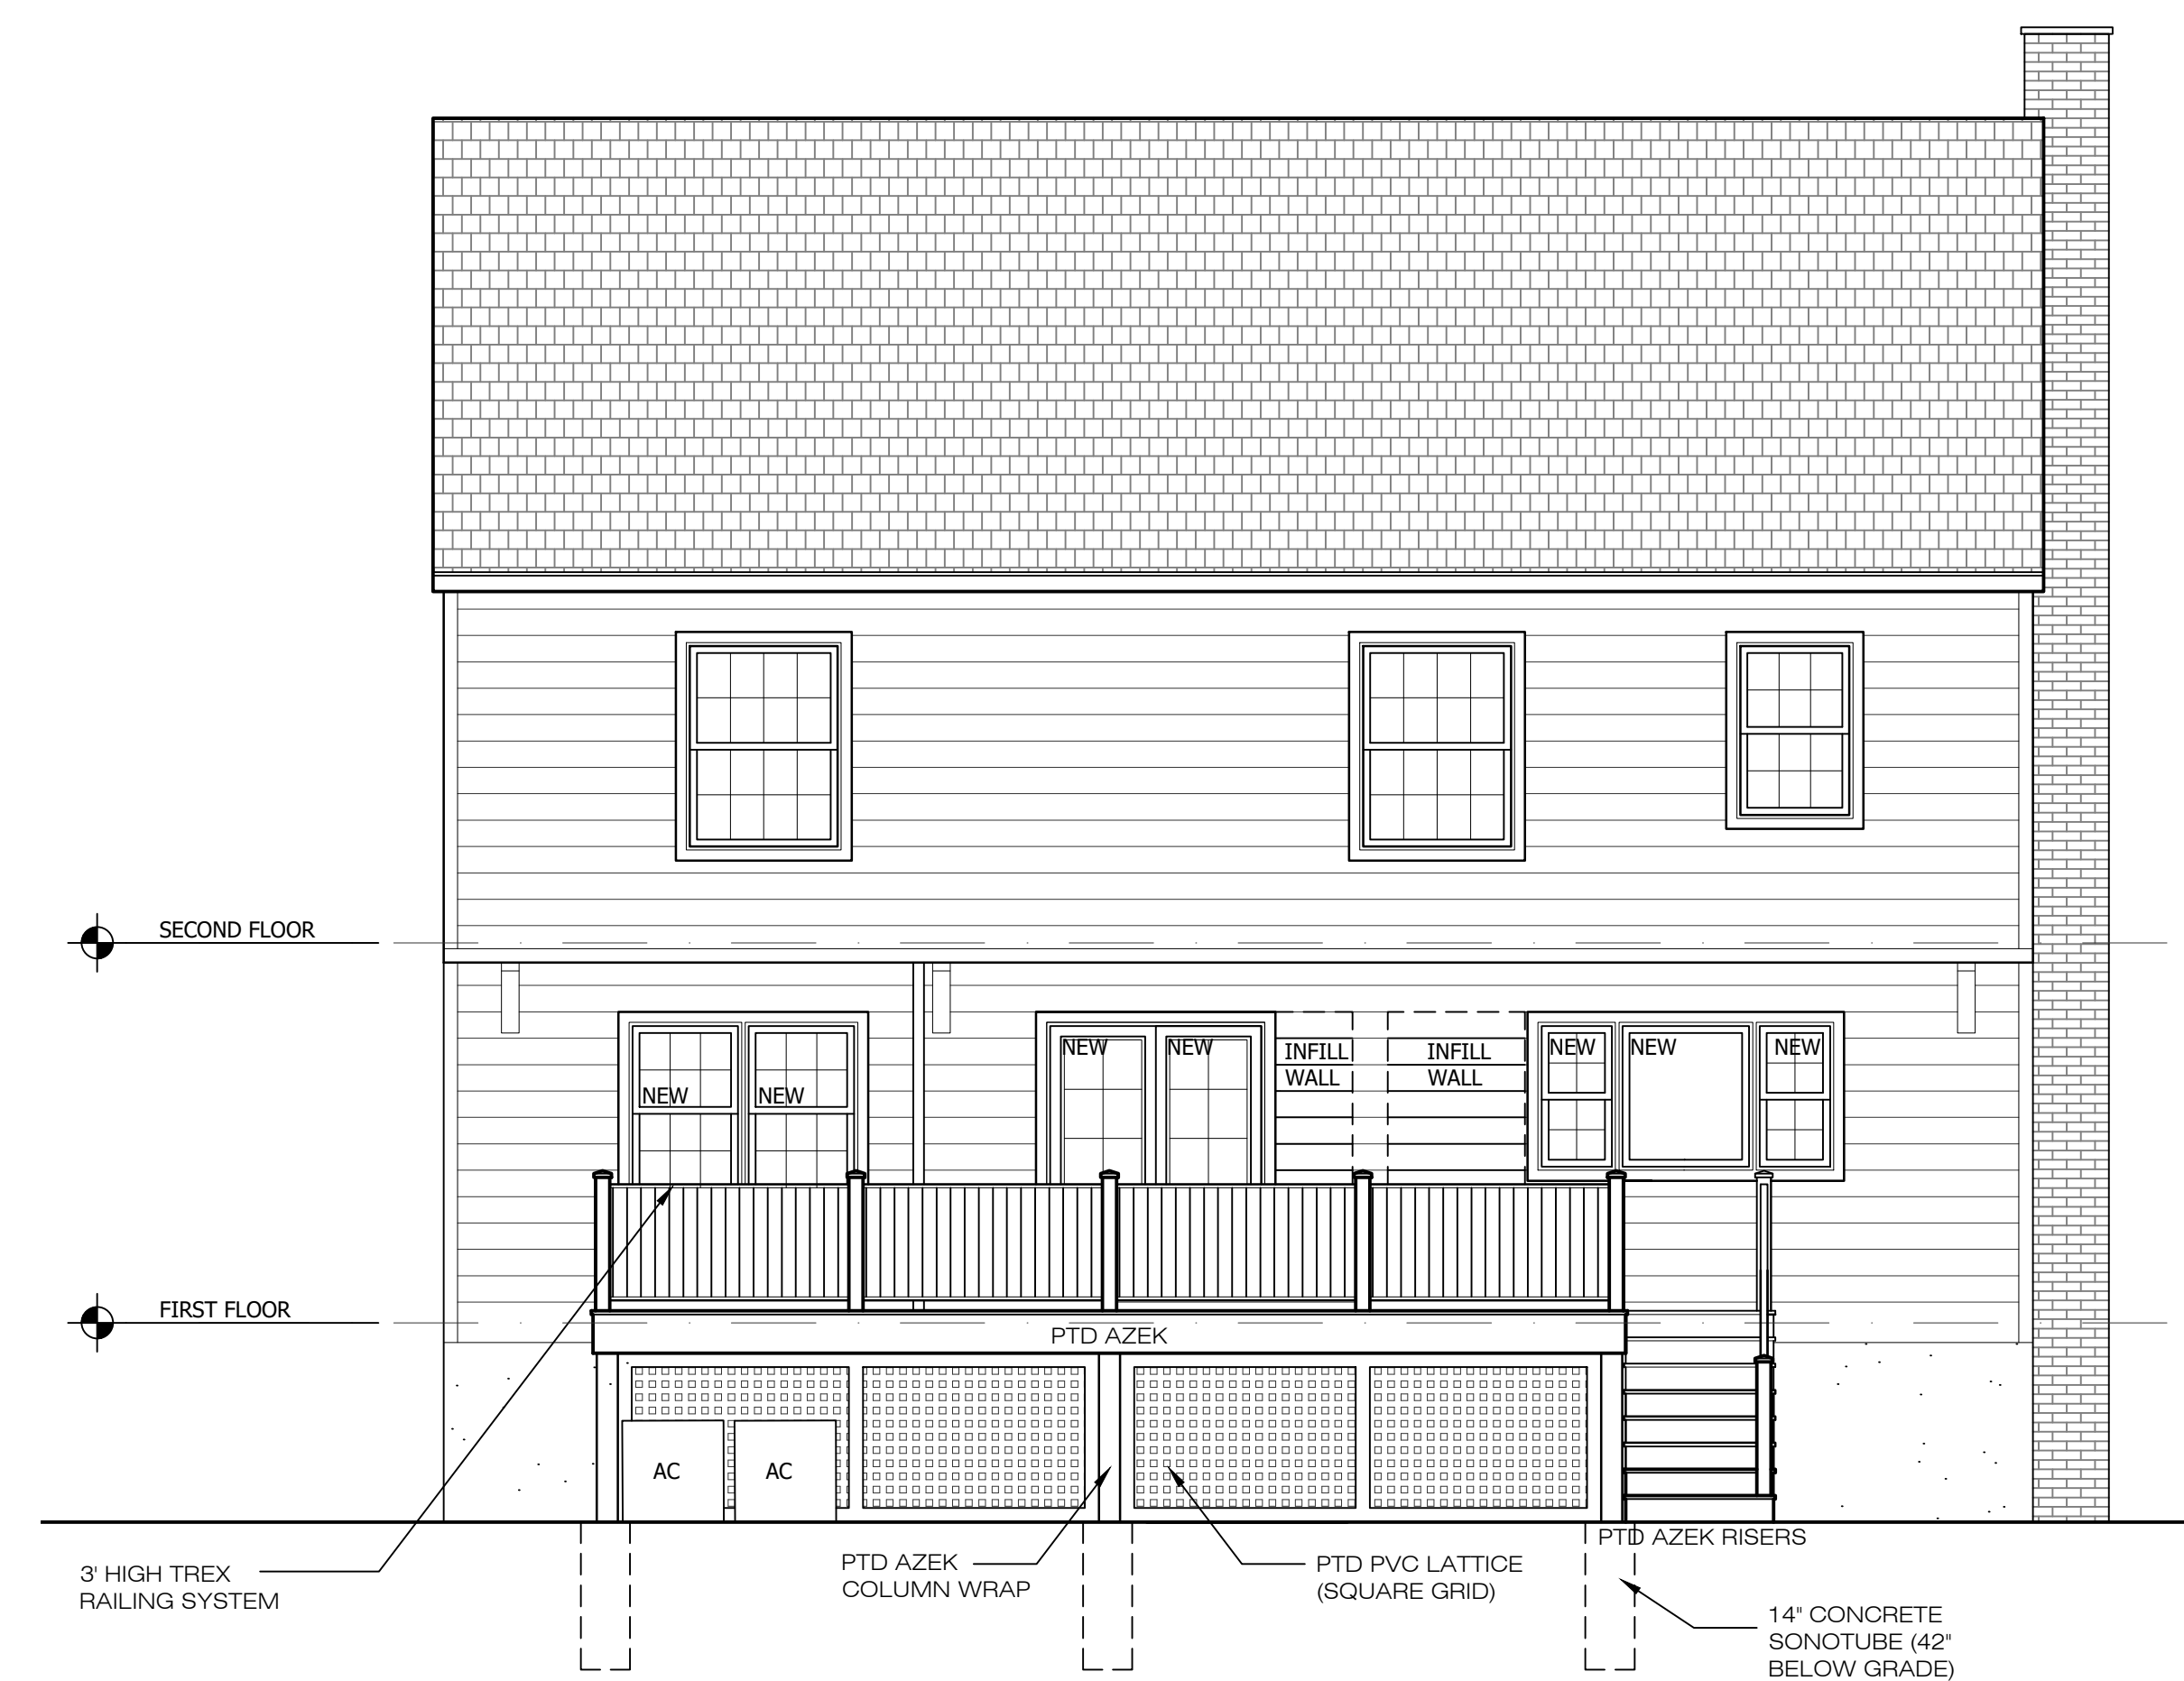 SECOND FLOOR
NEW
NEW
INFILL
WALL
INFILL
WALL
NEW
NEW
NEW
NEW
NEW
FIRST FLOOR
PTD AZEK
AC
AC
PTD AZEK RISERS
3' HIGH TREX
RAILING SYSTEM
PTD AZEK
COLUMN WRAP
PTD PVC LATTICE
(SQUARE GRID)
14" CONCRETE
SONOTUBE (42"
BELOW GRADE)